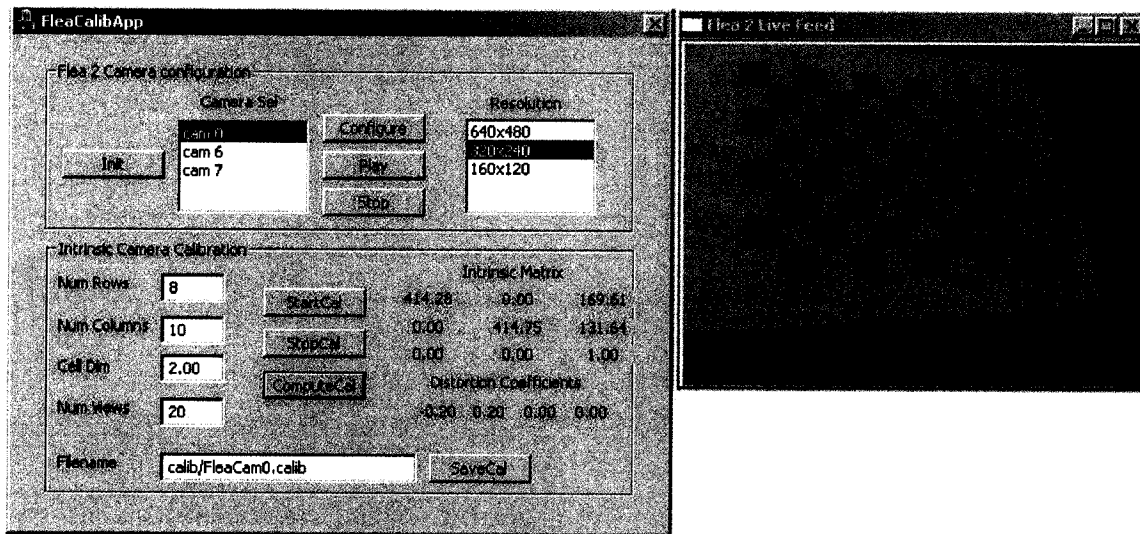 FleaCalibApp
Flea 2 Live Feed
Flea 2 Camera configuration
Camera Sel
Resolution
cam 0
cam 6
cam 7
Init
Configure
Play
Stop
640x480
320x240
160x120
Intrinsic Camera Calibration
Num Rows
8
Num Columns
10
Cell Dim
2.00
Num Views
20
StartCal
StopCal
ComputeCal
Intrinsic Matrix
414.28 0.00 169.61
0.00 414.75 131.64
0.00 0.00 1.00
Distortion Coefficients
-0.20 0.20 0.00 0.00
Filename
calib/FleaCam0.calib
SaveCal